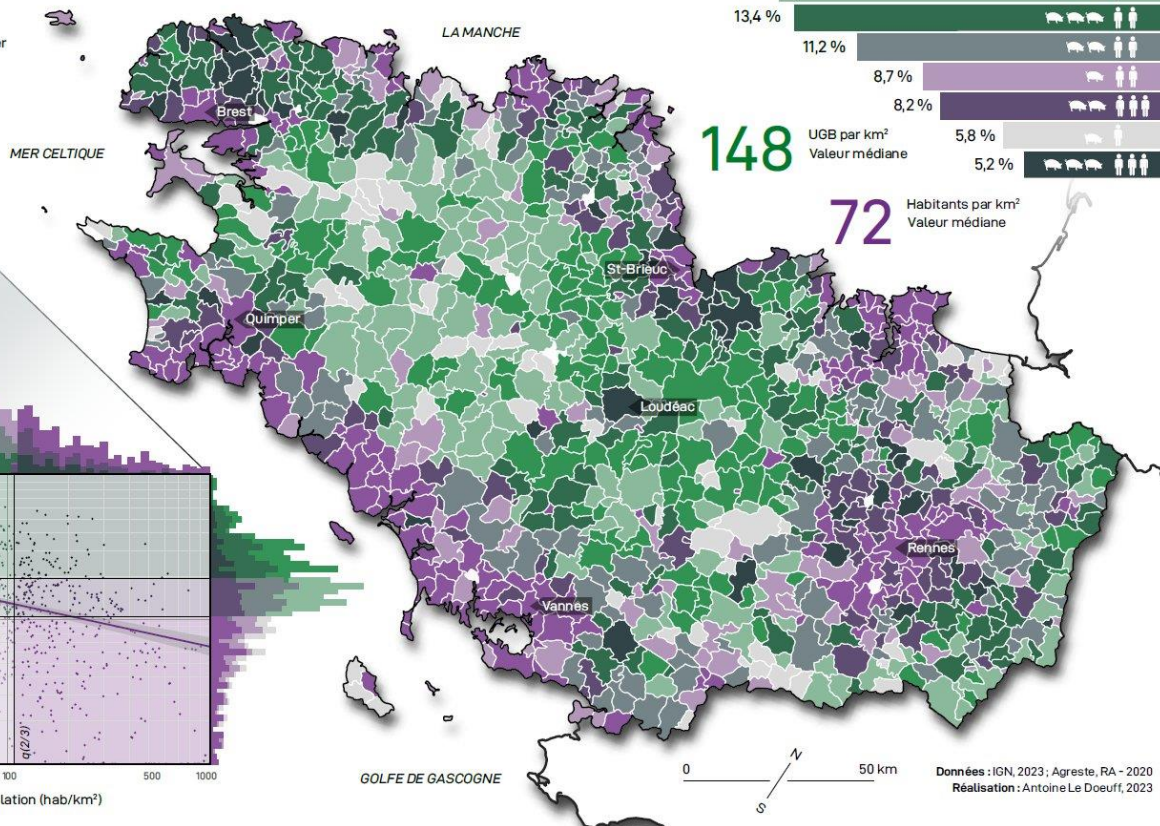 er
LA MANCHE
MER CELTIQUE
Brest
Quimper
St-Brieuc
Loudéac
Rennes
Vannes
GOLFE DE GASCOGNE
13,4 %
11,2 %
8,7 %
8,2 %
5,8 %
5,2 %
148
UGB par km²
Valeur médiane
72
Habitants par km²
Valeur médiane
q(2/3)
100 500 1000
lation (hab/km²)
0 50 km
N
S
Données : IGN, 2023 ; Agreste, RA - 2020
Réalisation : Antoine Le Doeuff, 2023